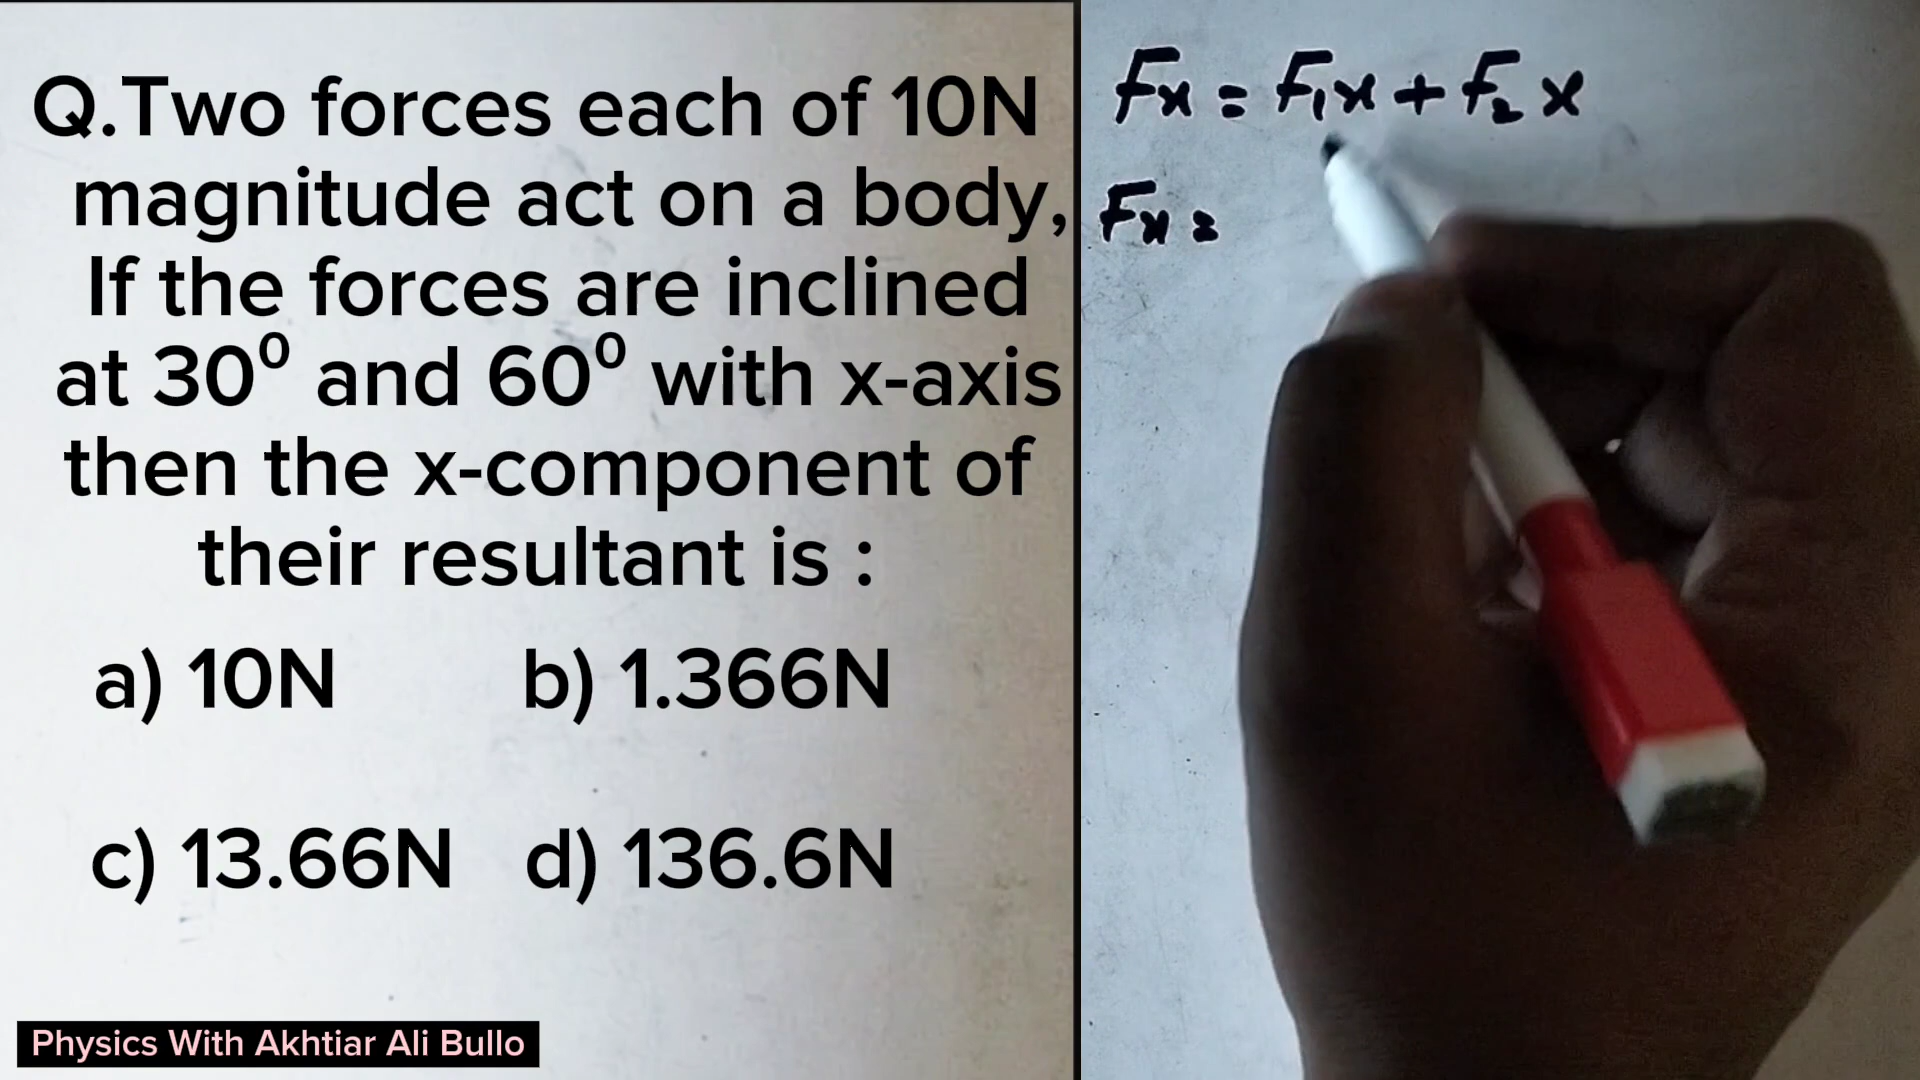 Q.Two forces each of 10N
magnitude act on a body,
If the forces are inclined
at 30⁰ and 60⁰ with x-axis
then the x-component of
their resultant is :
a) 10N b) 1.366N
c) 13.66N d) 136.6N
Physics With Akhtiar Ali Bullo
Fx = F₁x + F₂x
Fx =